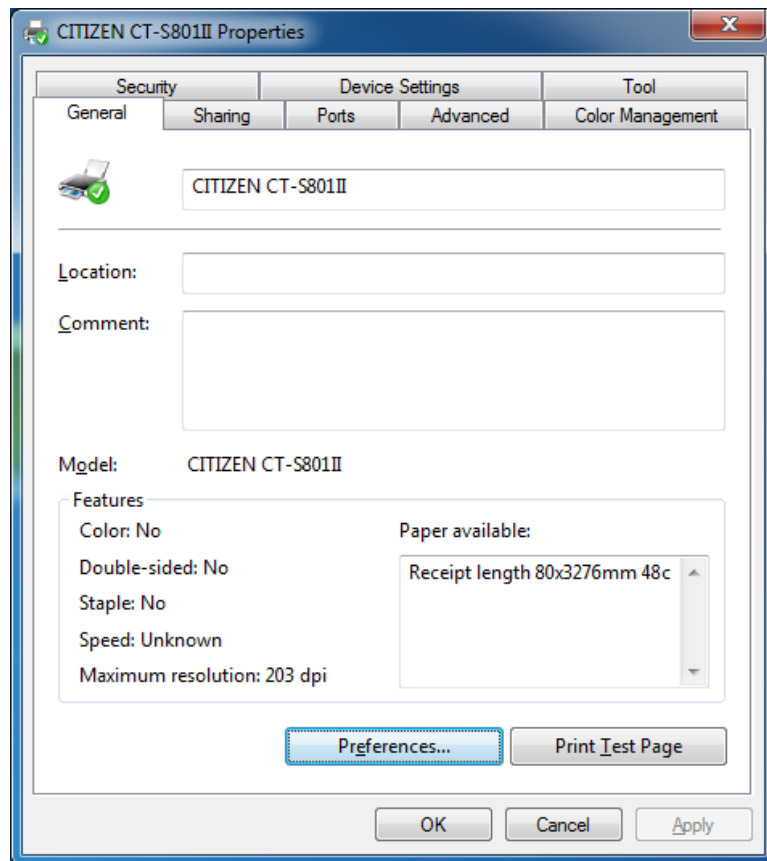 CITIZEN CT-S801II Properties
Security Device Settings Tool
General Sharing Ports Advanced Color Management
CITIZEN CT-S801II
Location:
Comment:
Model: CITIZEN CT-S801II
Features
Color: No Paper available:
Double-sided: No Receipt length 80x3276mm 48c
Staple: No
Speed: Unknown
Maximum resolution: 203 dpi
Preferences... Print Test Page
OK Cancel Apply